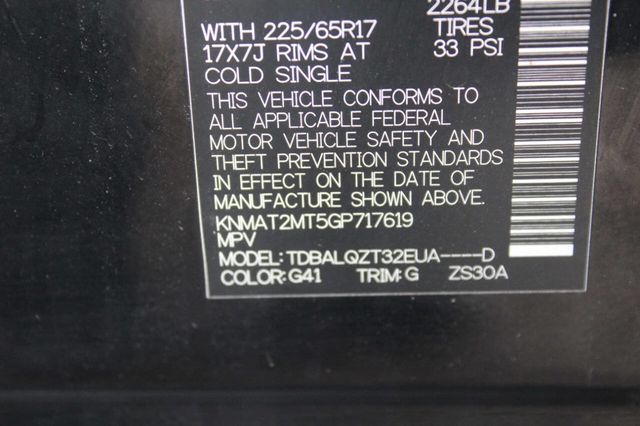 2264LB
WITH 225/65R17 TIRES
17X7J RIMS AT 33 PSI
COLD SINGLE
THIS VEHICLE CONFORMS TO
ALL APPLICABLE FEDERAL
MOTOR VEHICLE SAFETY AND
THEFT PREVENTION STANDARDS
IN EFFECT ON THE DATE OF
MANUFACTURE SHOWN ABOVE.
KNMAT2MT5GP717619
MPV
MODEL:TDBALQZT32EUA----D
COLOR:G41 TRIM:G ZS30A